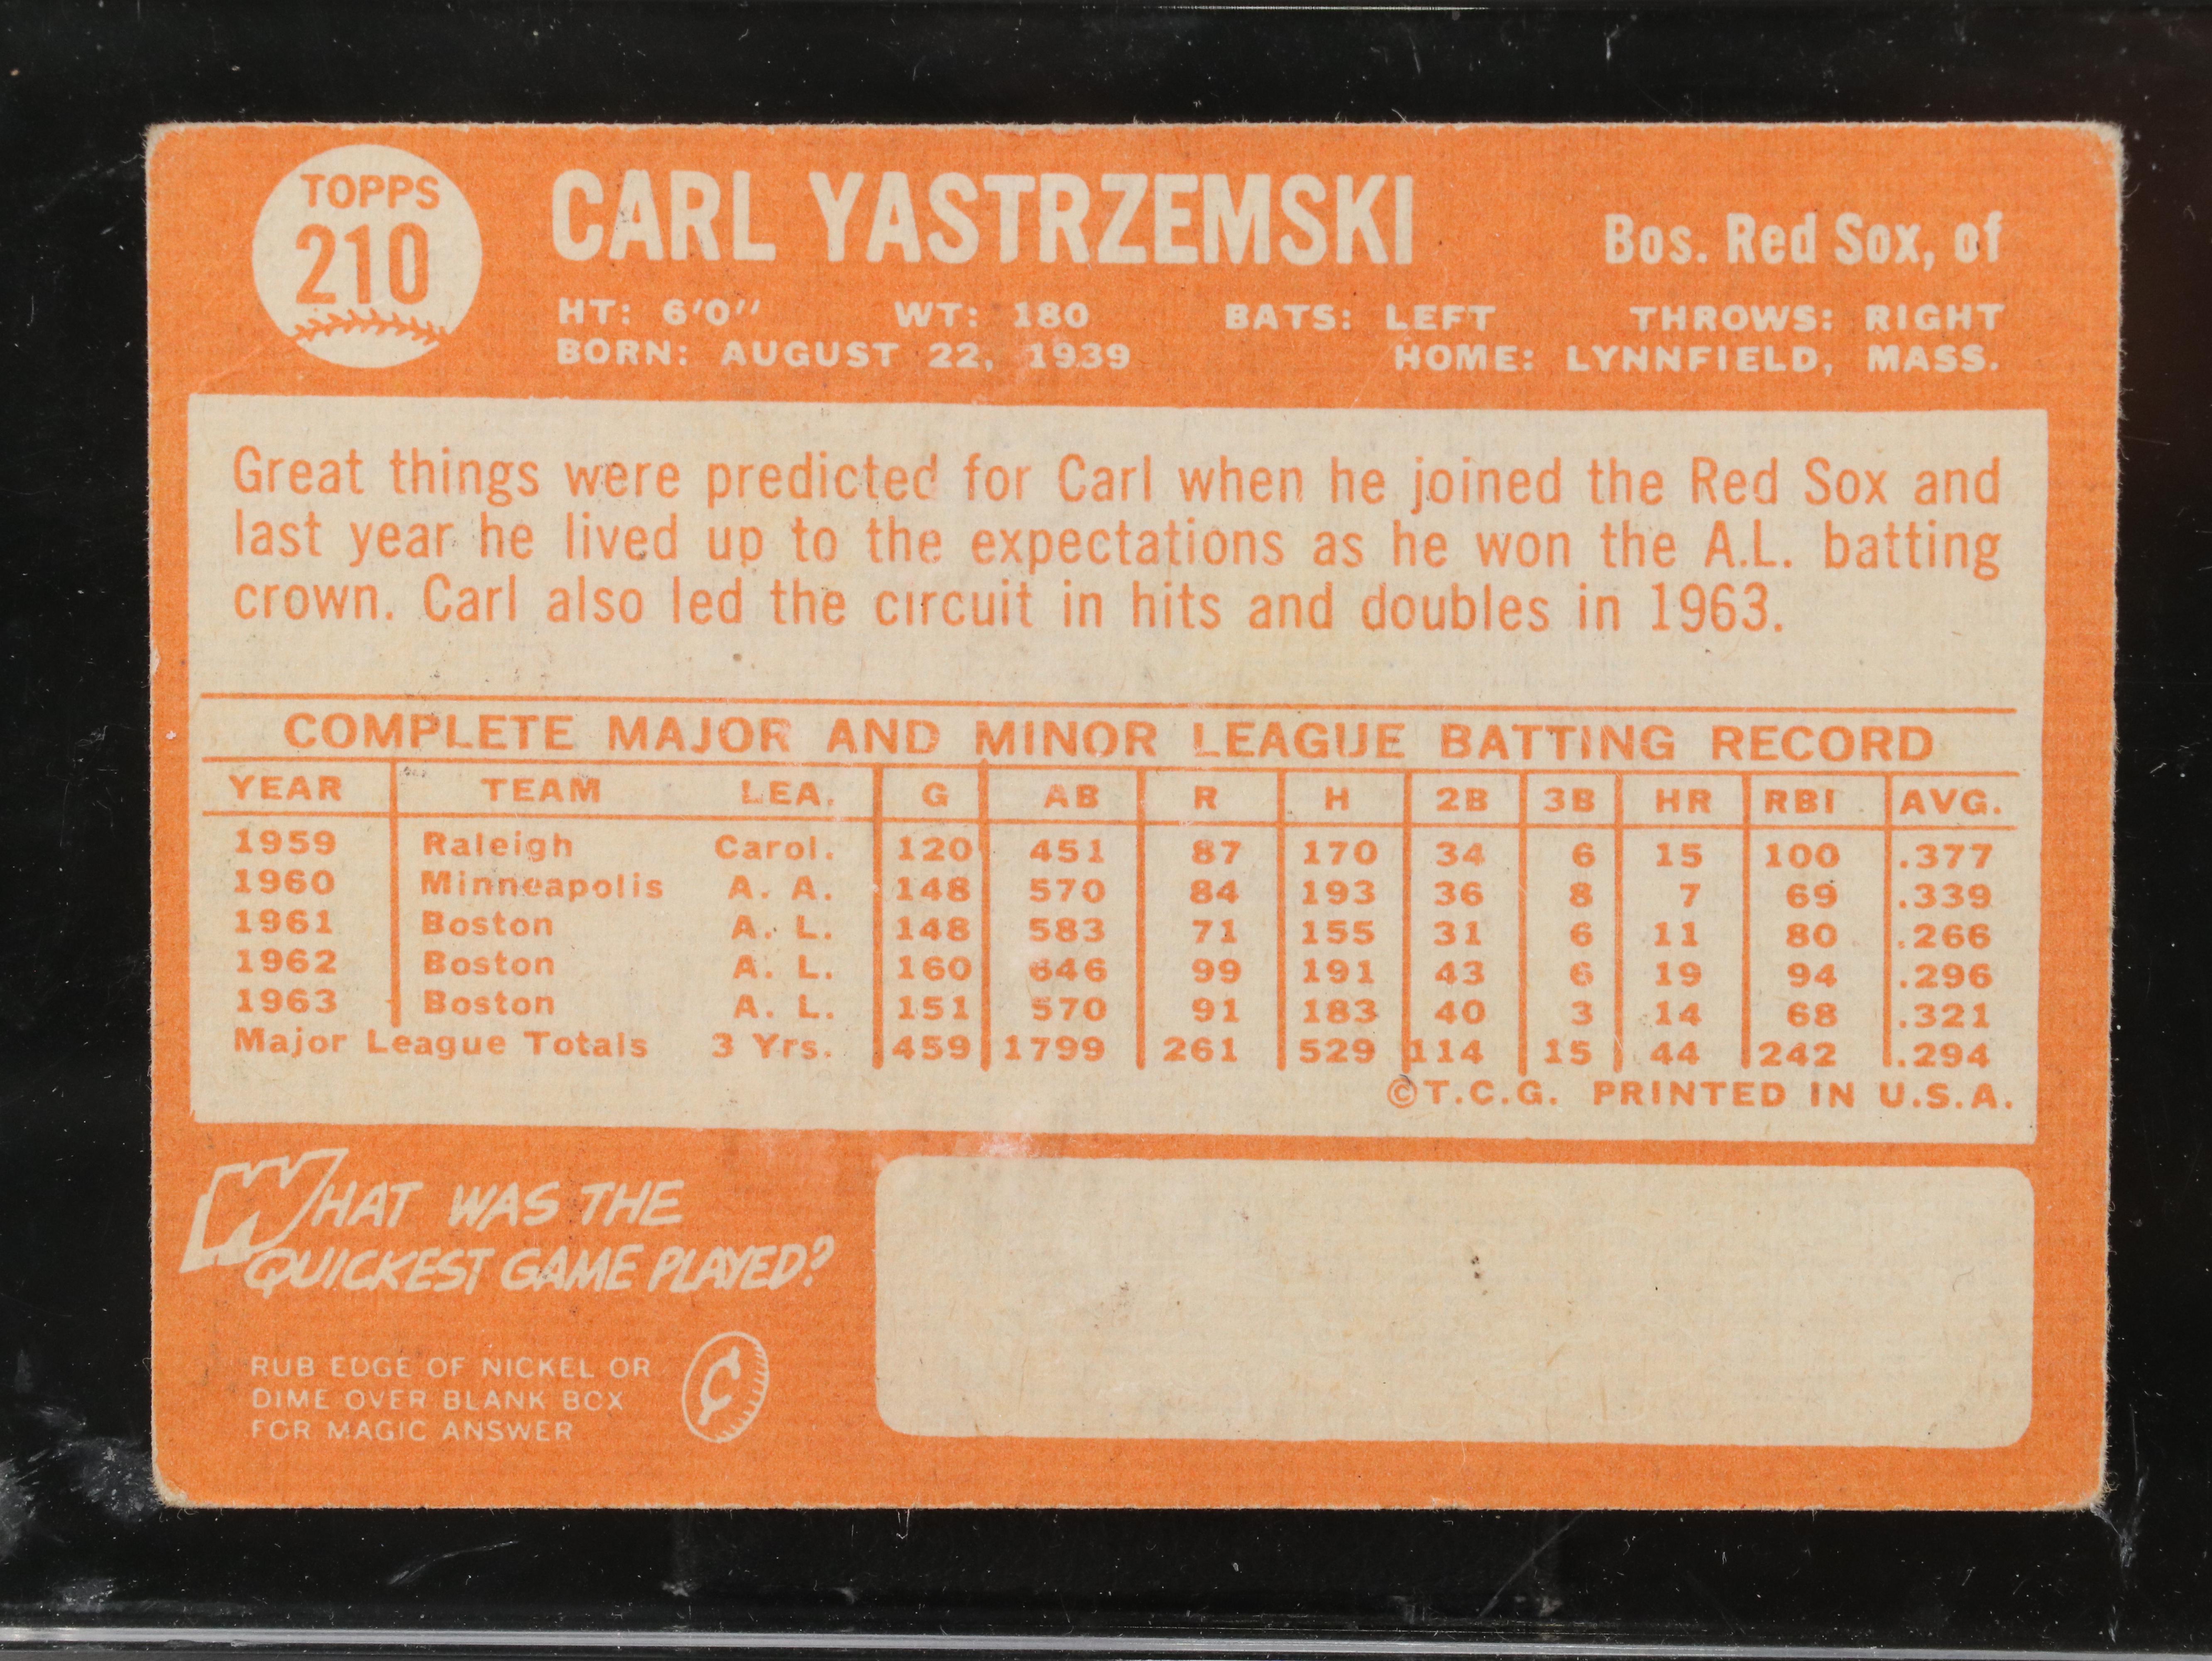 TOPPS
210
CARL YASTRZEMSKI
Bos. Red Sox, of
HT: 6'0" WT: 180 BATS: LEFT THROWS: RIGHT
BORN: AUGUST 22, 1939 HOME: LYNNFIELD, MASS.
Great things were predicted for Carl when he joined the Red Sox and
last year he lived up to the expectations as he won the A.L. batting
crown. Carl also led the circuit in hits and doubles in 1963.
COMPLETE MAJOR AND MINOR LEAGUE BATTING RECORD
YEAR TEAM LEA. G AB R H 2B 3B HR RBI AVG.
1959 Raleigh Carol. 120 451 87 170 34 6 15 100 .377
1960 Minneapolis A. A. 148 570 84 193 36 8 7 69 .339
1961 Boston A. L. 148 583 71 155 31 6 11 80 .266
1962 Boston A. L. 160 646 99 191 43 6 19 94 .296
1963 Boston A. L. 151 570 91 183 40 3 14 68 .321
Major League Totals 3 Yrs. 459 1799 261 529 114 15 44 242 .294
©T.C.G. PRINTED IN U.S.A.
WHAT WAS THE
QUICKEST GAME PLAYED?
RUB EDGE OF NICKEL OR
DIME OVER BLANK BOX
FOR MAGIC ANSWER
¢